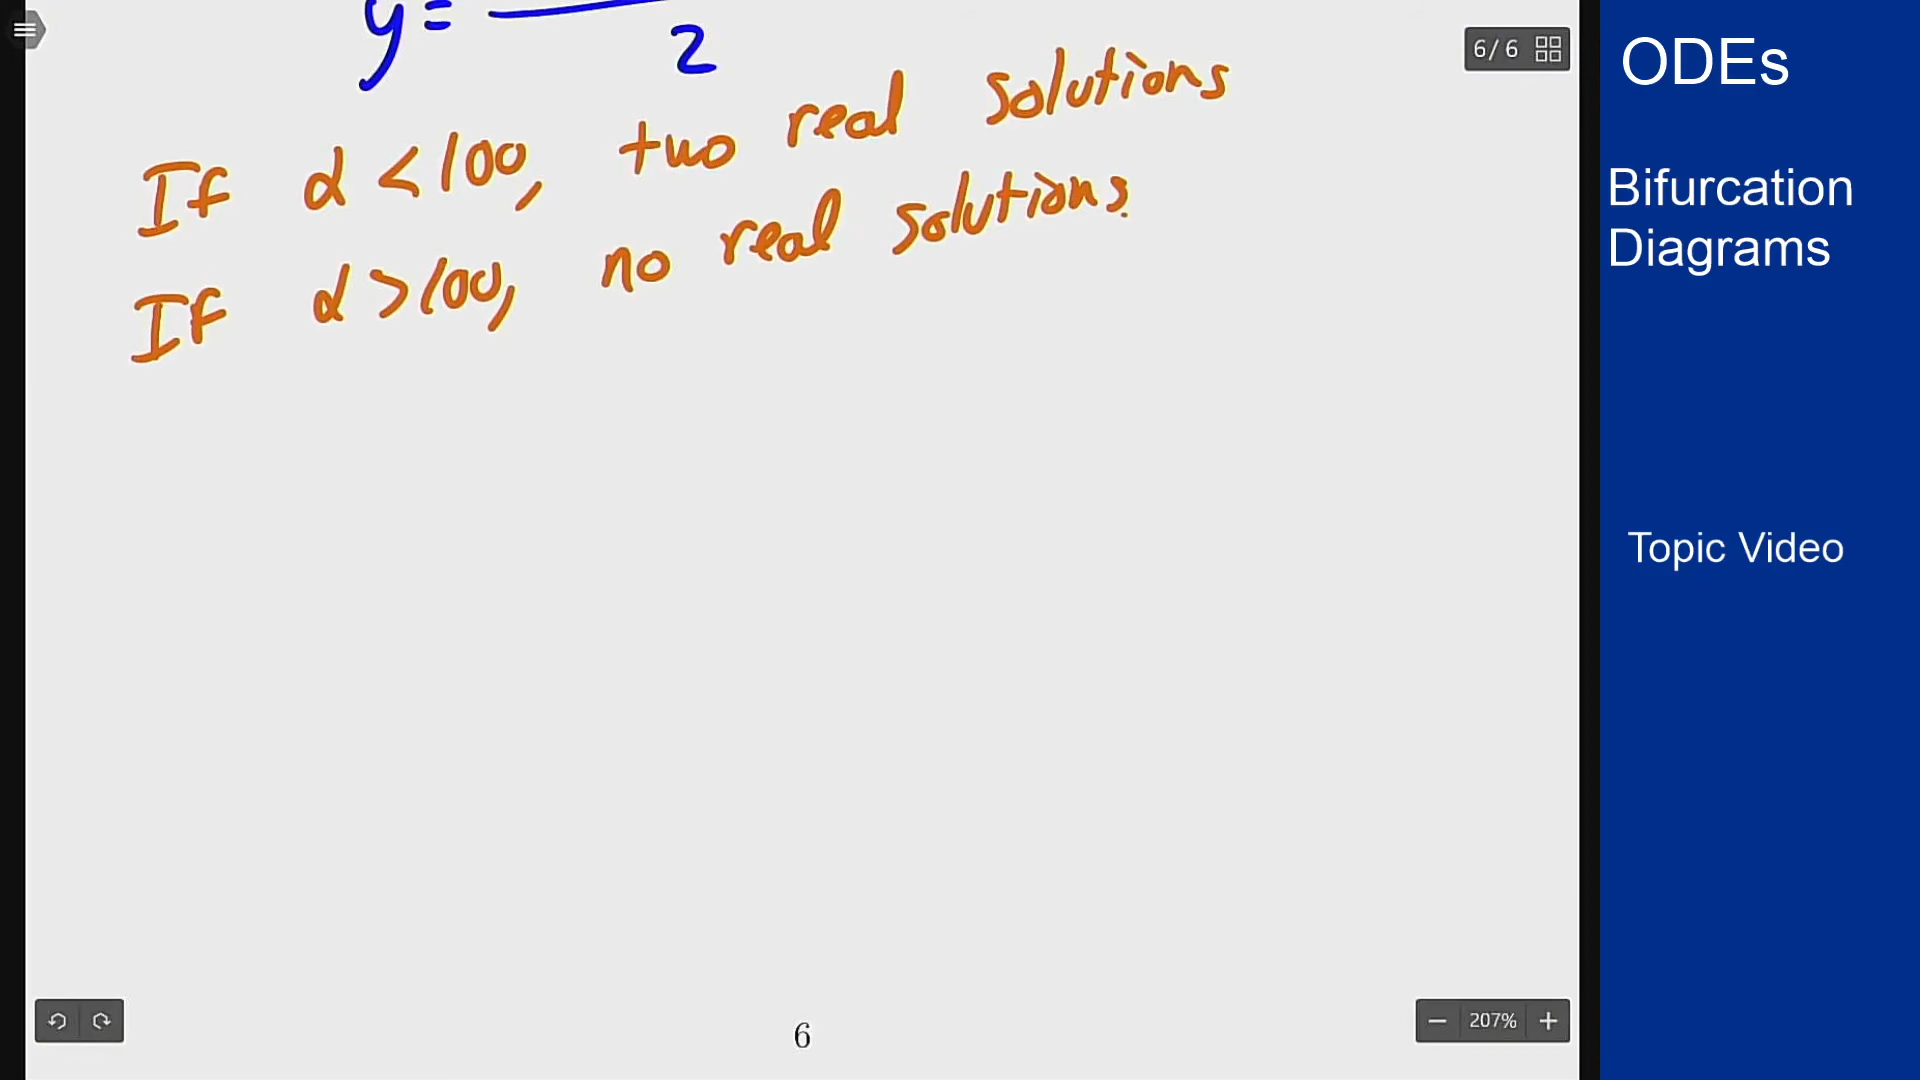 y =
2
If α < 100, two real solutions
If α > 100, no real solutions.
6/6
6
207%
ODEs
Bifurcation
Diagrams
Topic Video